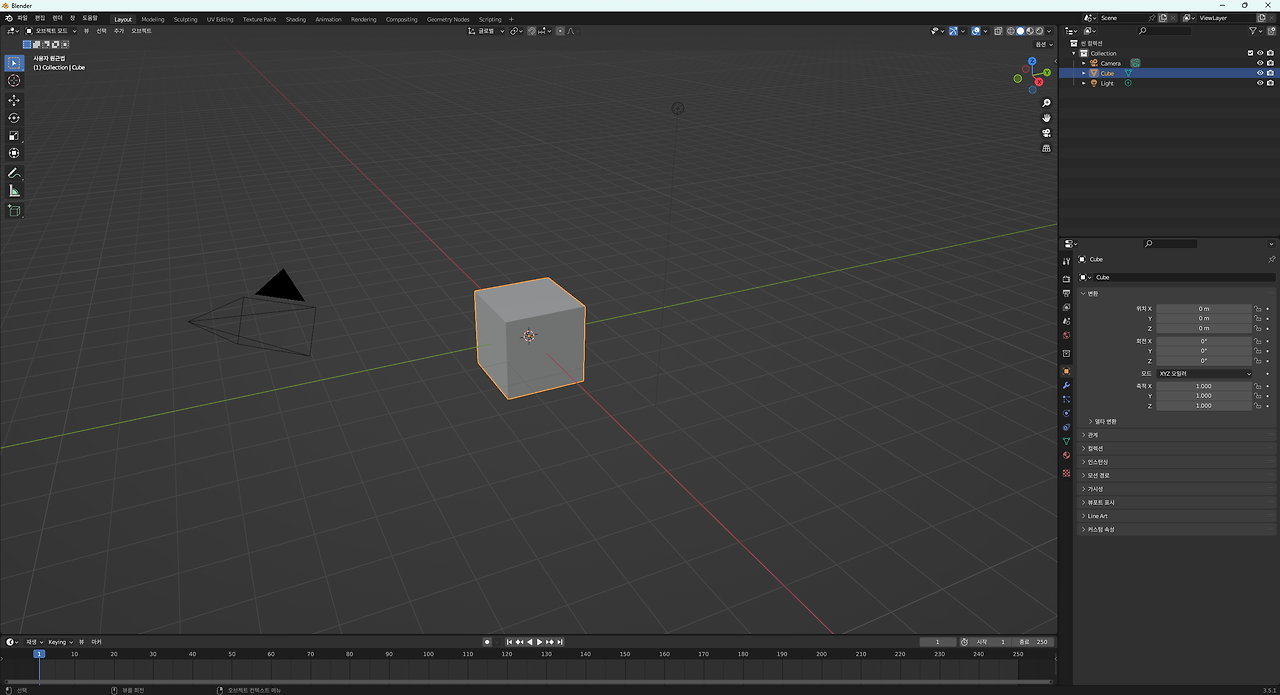 Blender
파일 편집 렌더 창 도움말 Layout Modeling Sculpting UV Editing Texture Paint Shading Animation Rendering Compositing Geometry Nodes Scripting + Scene ViewLayer
오브젝트 모드 뷰 선택 추가 오브젝트 글로벌
옵션
사용자 원근법
(1) Collection | Cube
Z
Y
X
씬 컬렉션
Collection
Camera
Cube
Light
Cube
Cube
변환
위치 X 0 m
Y 0 m
Z 0 m
회전 X 0°
Y 0°
Z 0°
모드 XYZ 오일러
축적 X 1.000
Y 1.000
Z 1.000
델타 변환
관계
컬렉션
인스턴싱
모션 경로
가시성
뷰포트 표시
Line Art
커스텀 속성
재생 Keying 뷰 마커 1 시작 1 종료 250
1 10 20 30 40 50 60 70 80 90 100 110 120 130 140 150 160 170 180 190 200 210 220 230 240 250
선택 뷰를 회전 오브젝트 컨텍스트 메뉴 3.5.1